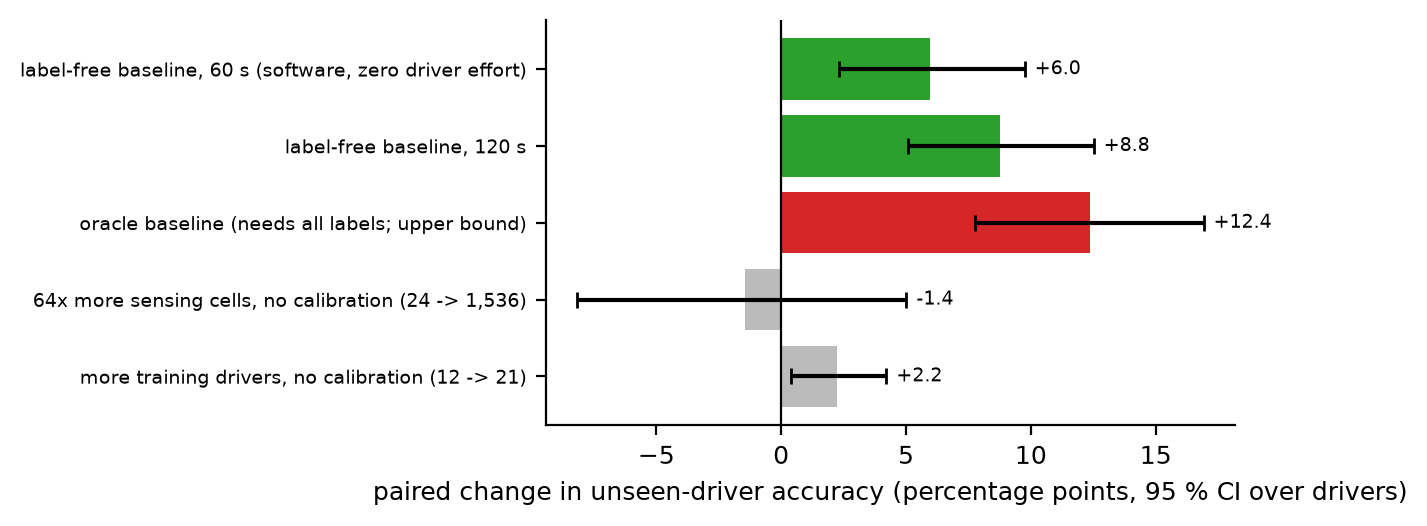 label-free baseline, 60 s (software, zero driver effort)
+6.0
label-free baseline, 120 s
+8.8
oracle baseline (needs all labels; upper bound)
+12.4
64x more sensing cells, no calibration (24 -> 1,536)
-1.4
more training drivers, no calibration (12 -> 21)
+2.2
−5 0 5 10 15
paired change in unseen-driver accuracy (percentage points, 95 % CI over drivers)